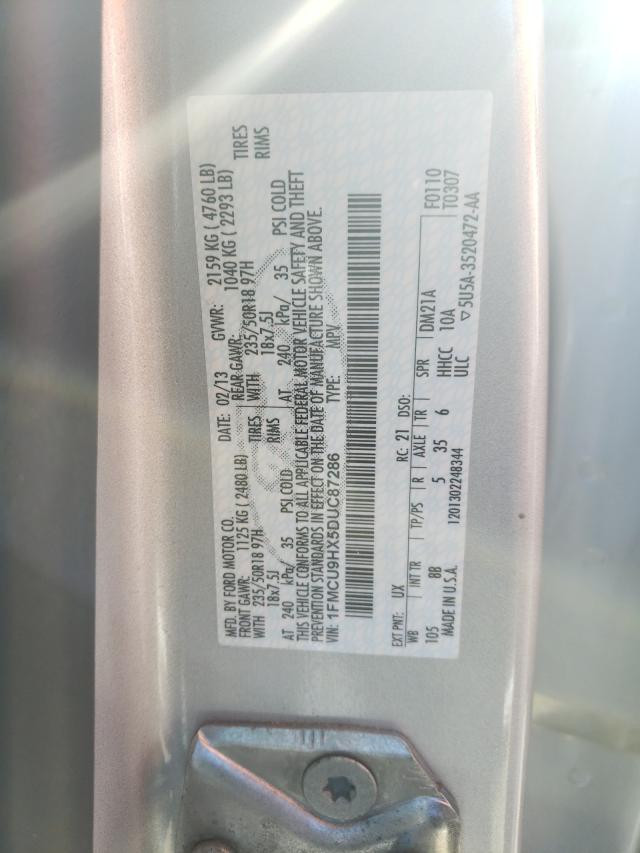 MFD. BY FORD MOTOR CO.
DATE: 02/13 GVWR: 2159 KG ( 4760 LB)
FRONT GAWR: 1125 KG ( 2480 LB) REAR GAWR: 1040 KG ( 2293 LB)
WITH 235/50R18 97H TIRES WITH 235/50R18 97H TIRES
18x7.5J RIMS 18x7.5J RIMS
AT 240 kPa/ 35 PSI COLD AT 240 kPa/ 35 PSI COLD
THIS VEHICLE CONFORMS TO ALL APPLICABLE FEDERAL MOTOR VEHICLE SAFETY AND THEFT
PREVENTION STANDARDS IN EFFECT ON THE DATE OF MANUFACTURE SHOWN ABOVE.
VIN: 1FMCU9HX5DUC87286 TYPE: MPV
EXT PNT: UX RC: 21 DSO:
WB INT TR TP/PS R AXLE TR SPR DM21A F0110
105 8B 5 35 6 HHCC 10A T0307
MADE IN U.S.A. 1201302248344 ULC ▽5U5A-3520472-AA